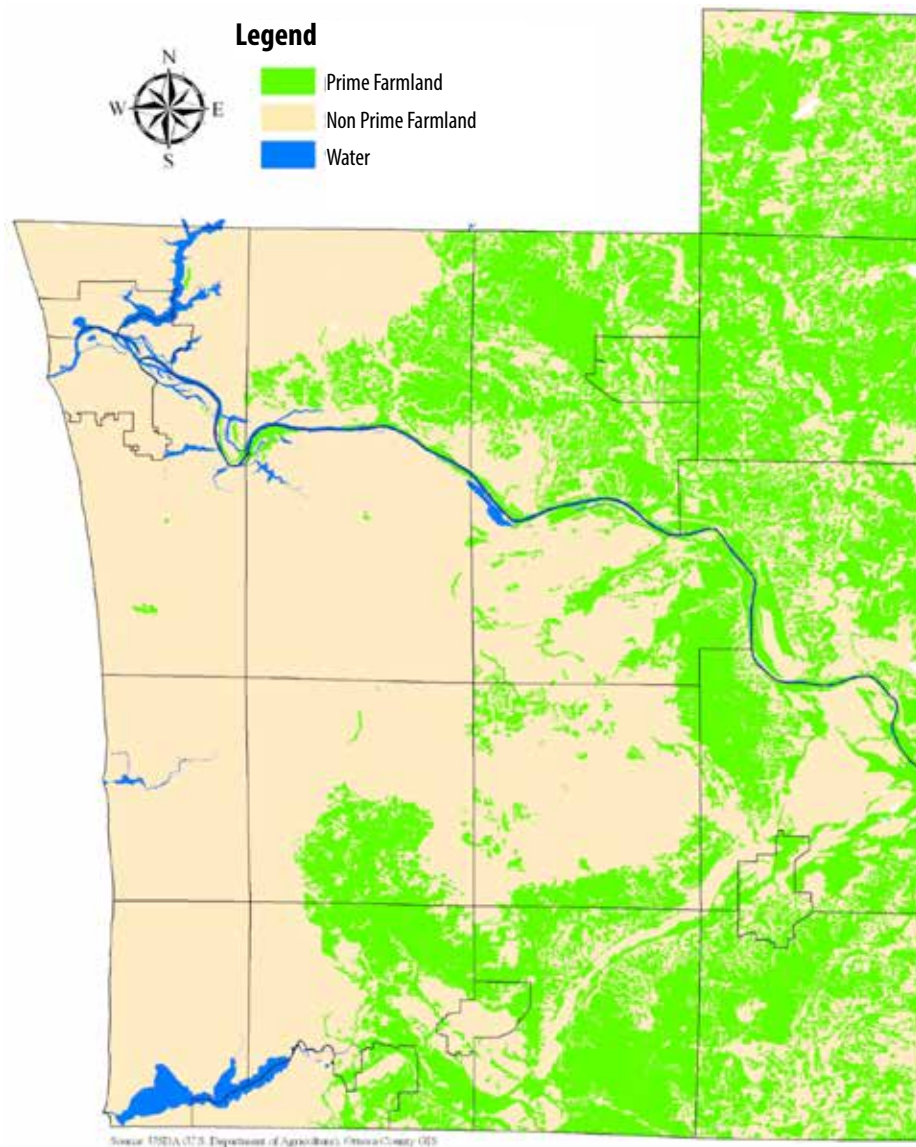 Legend
N
W E
S
Prime Farmland
Non Prime Farmland
Water
Source: USDA (U.S. Department of Agriculture), Ottawa County GIS